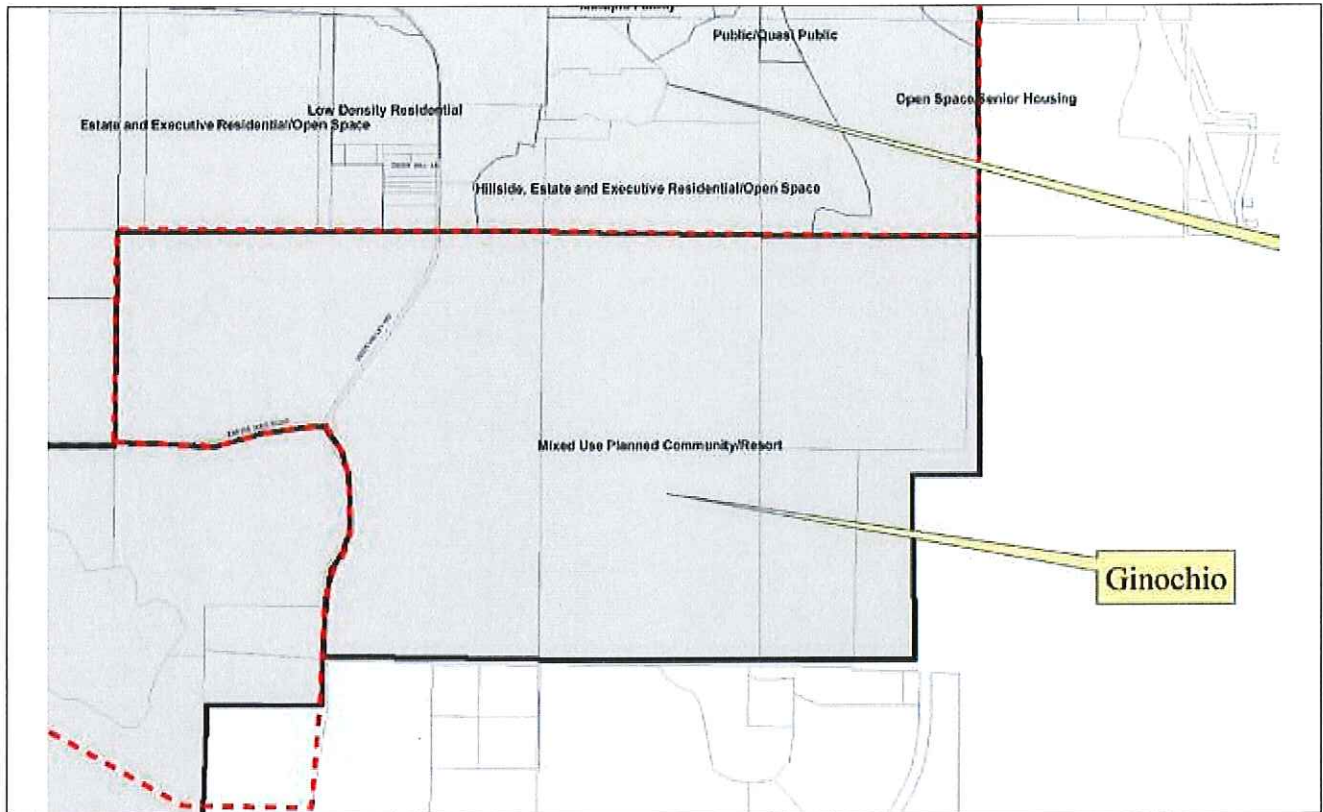 Public/Quasi Public
Open Space/Senior Housing
Low Density Residential
Estate and Executive Residential/Open Space
Hillside, Estate and Executive Residential/Open Space
Mixed Use Planned Community/Resort
Ginochio